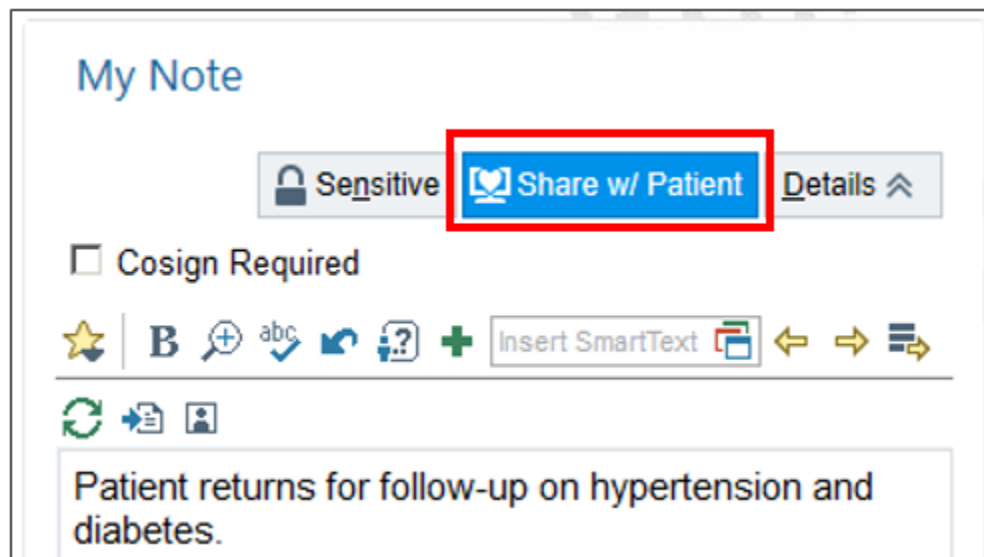 My Note
Sensitive Share w/ Patient Details
Cosign Required
B abc ? Insert SmartText
Patient returns for follow-up on hypertension and
diabetes.